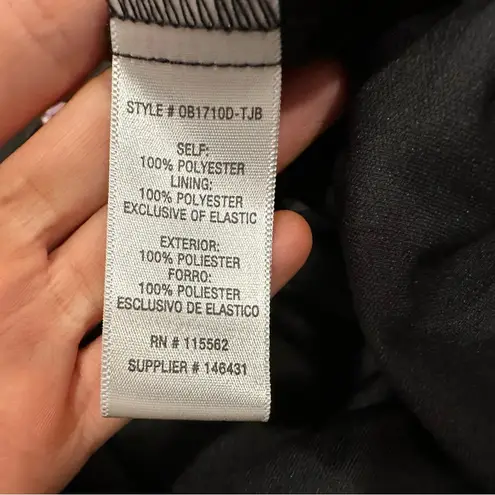 STYLE # OB1710D-TJB
SELF:
100% POLYESTER
LINING:
100% POLYESTER
EXCLUSIVE OF ELASTIC
EXTERIOR:
100% POLIESTER
FORRO:
100% POLIESTER
ESCLUSIVO DE ELASTICO
RN # 115562
SUPPLIER # 146431